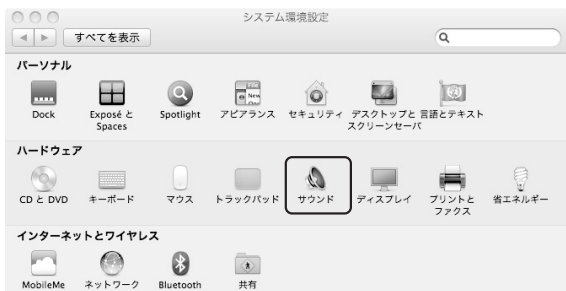 システム環境設定
すべてを表示
パーソナル
Dock
Exposé と
Spaces
Spotlight
アピアランス
セキュリティ
デスクトップと
スクリーンセーバ
言語とテキスト
ハードウェア
CD と DVD
キーボード
マウス
トラックパッド
サウンド
ディスプレイ
プリントと
ファクス
省エネルギー
インターネットとワイヤレス
MobileMe
ネットワーク
Bluetooth
共有